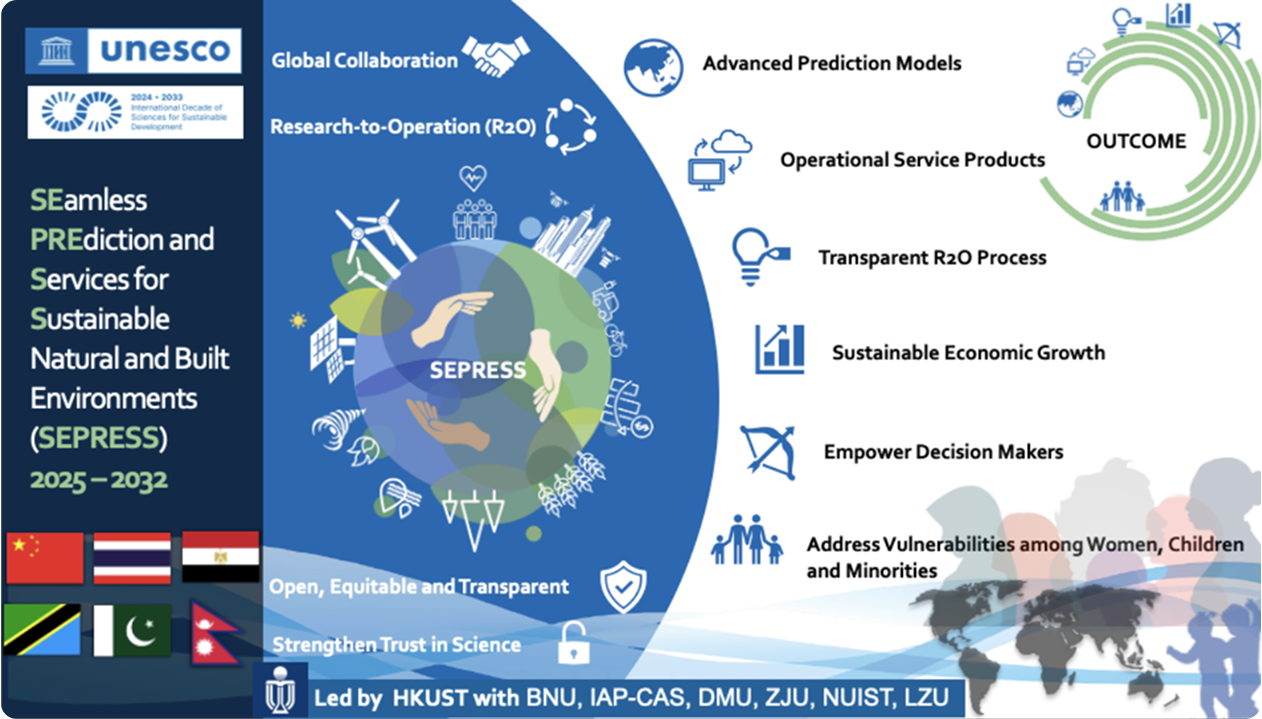 unesco
2024 - 2033
International Decade of
Sciences for Sustainable
Development
SEamless
PREdiction and
Services for
Sustainable
Natural and Built
Environments
(SEPRESS)
2025 – 2032
Global Collaboration
Research-to-Operation (R2O)
SEPRESS
Open, Equitable and Transparent
Strengthen Trust in Science
Advanced Prediction Models
Operational Service Products
Transparent R2O Process
Sustainable Economic Growth
Empower Decision Makers
Address Vulnerabilities among Women, Children
and Minorities
OUTCOME
Led by HKUST with BNU, IAP-CAS, DMU, ZJU, NUIST, LZU